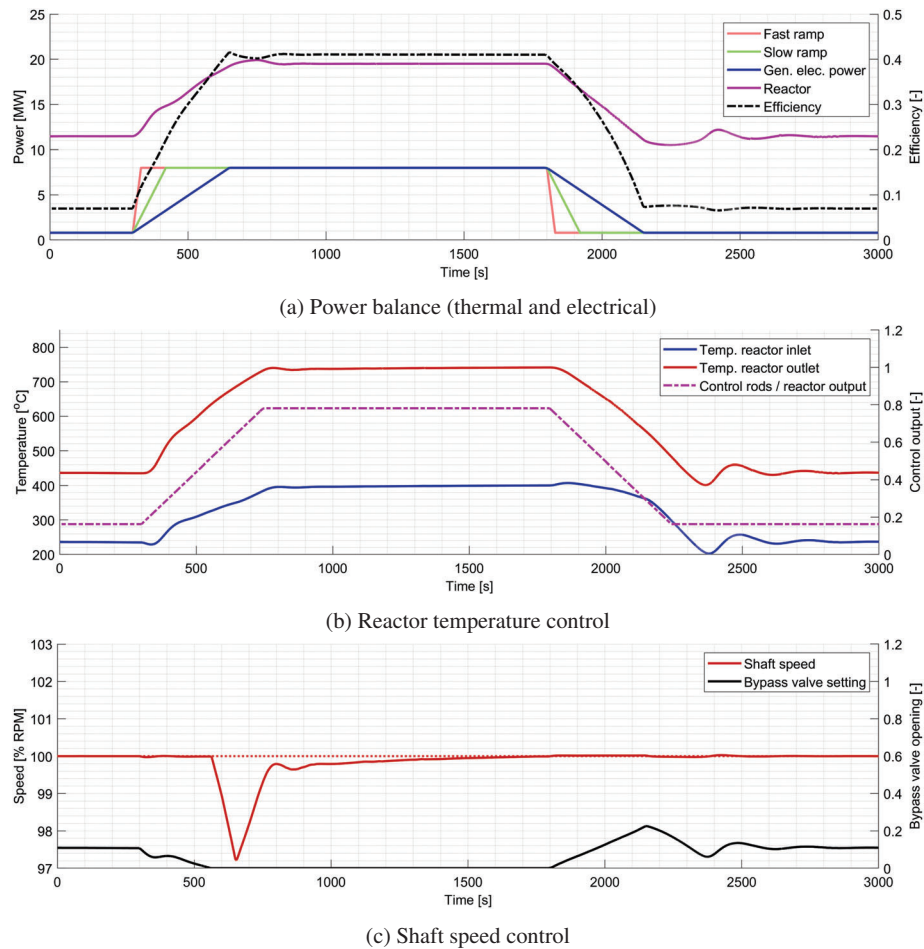 25
20
15
10
5
0
Power [MW]
0.5
0.4
0.3
0.2
0.1
0
Efficiency [-]
Fast ramp
Slow ramp
Gen. elec. power
Reactor
Efficiency
0 500 1000 1500 2000 2500 3000
Time [s]
(a) Power balance (thermal and electrical)
800
700
600
500
400
300
200
Temperature [°C]
1.2
1
0.8
0.6
0.4
0.2
0
Control output [-]
Temp. reactor inlet
Temp. reactor outlet
Control rods / reactor output
0 500 1000 1500 2000 2500 3000
Time [s]
(b) Reactor temperature control
103
102
101
100
99
98
97
Speed [% RPM]
1.2
1
0.8
0.6
0.4
0.2
0
Bypass valve opening [-]
Shaft speed
Bypass valve setting
0 500 1000 1500 2000 2500 3000
Time [s]
(c) Shaft speed control